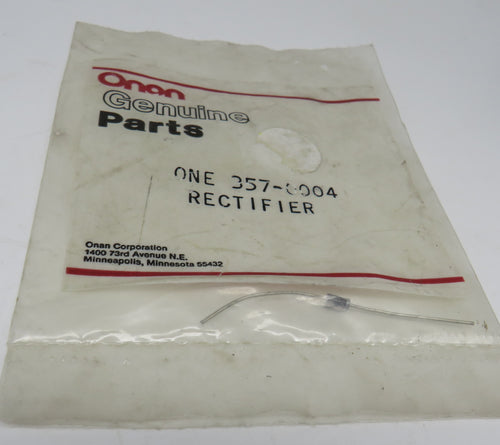 Onan
Genuine
Parts
ONE 357-0004
RECTIFIER
Onan Corporation
1400 73rd Avenue N.E.
Minneapolis, Minnesota 55432